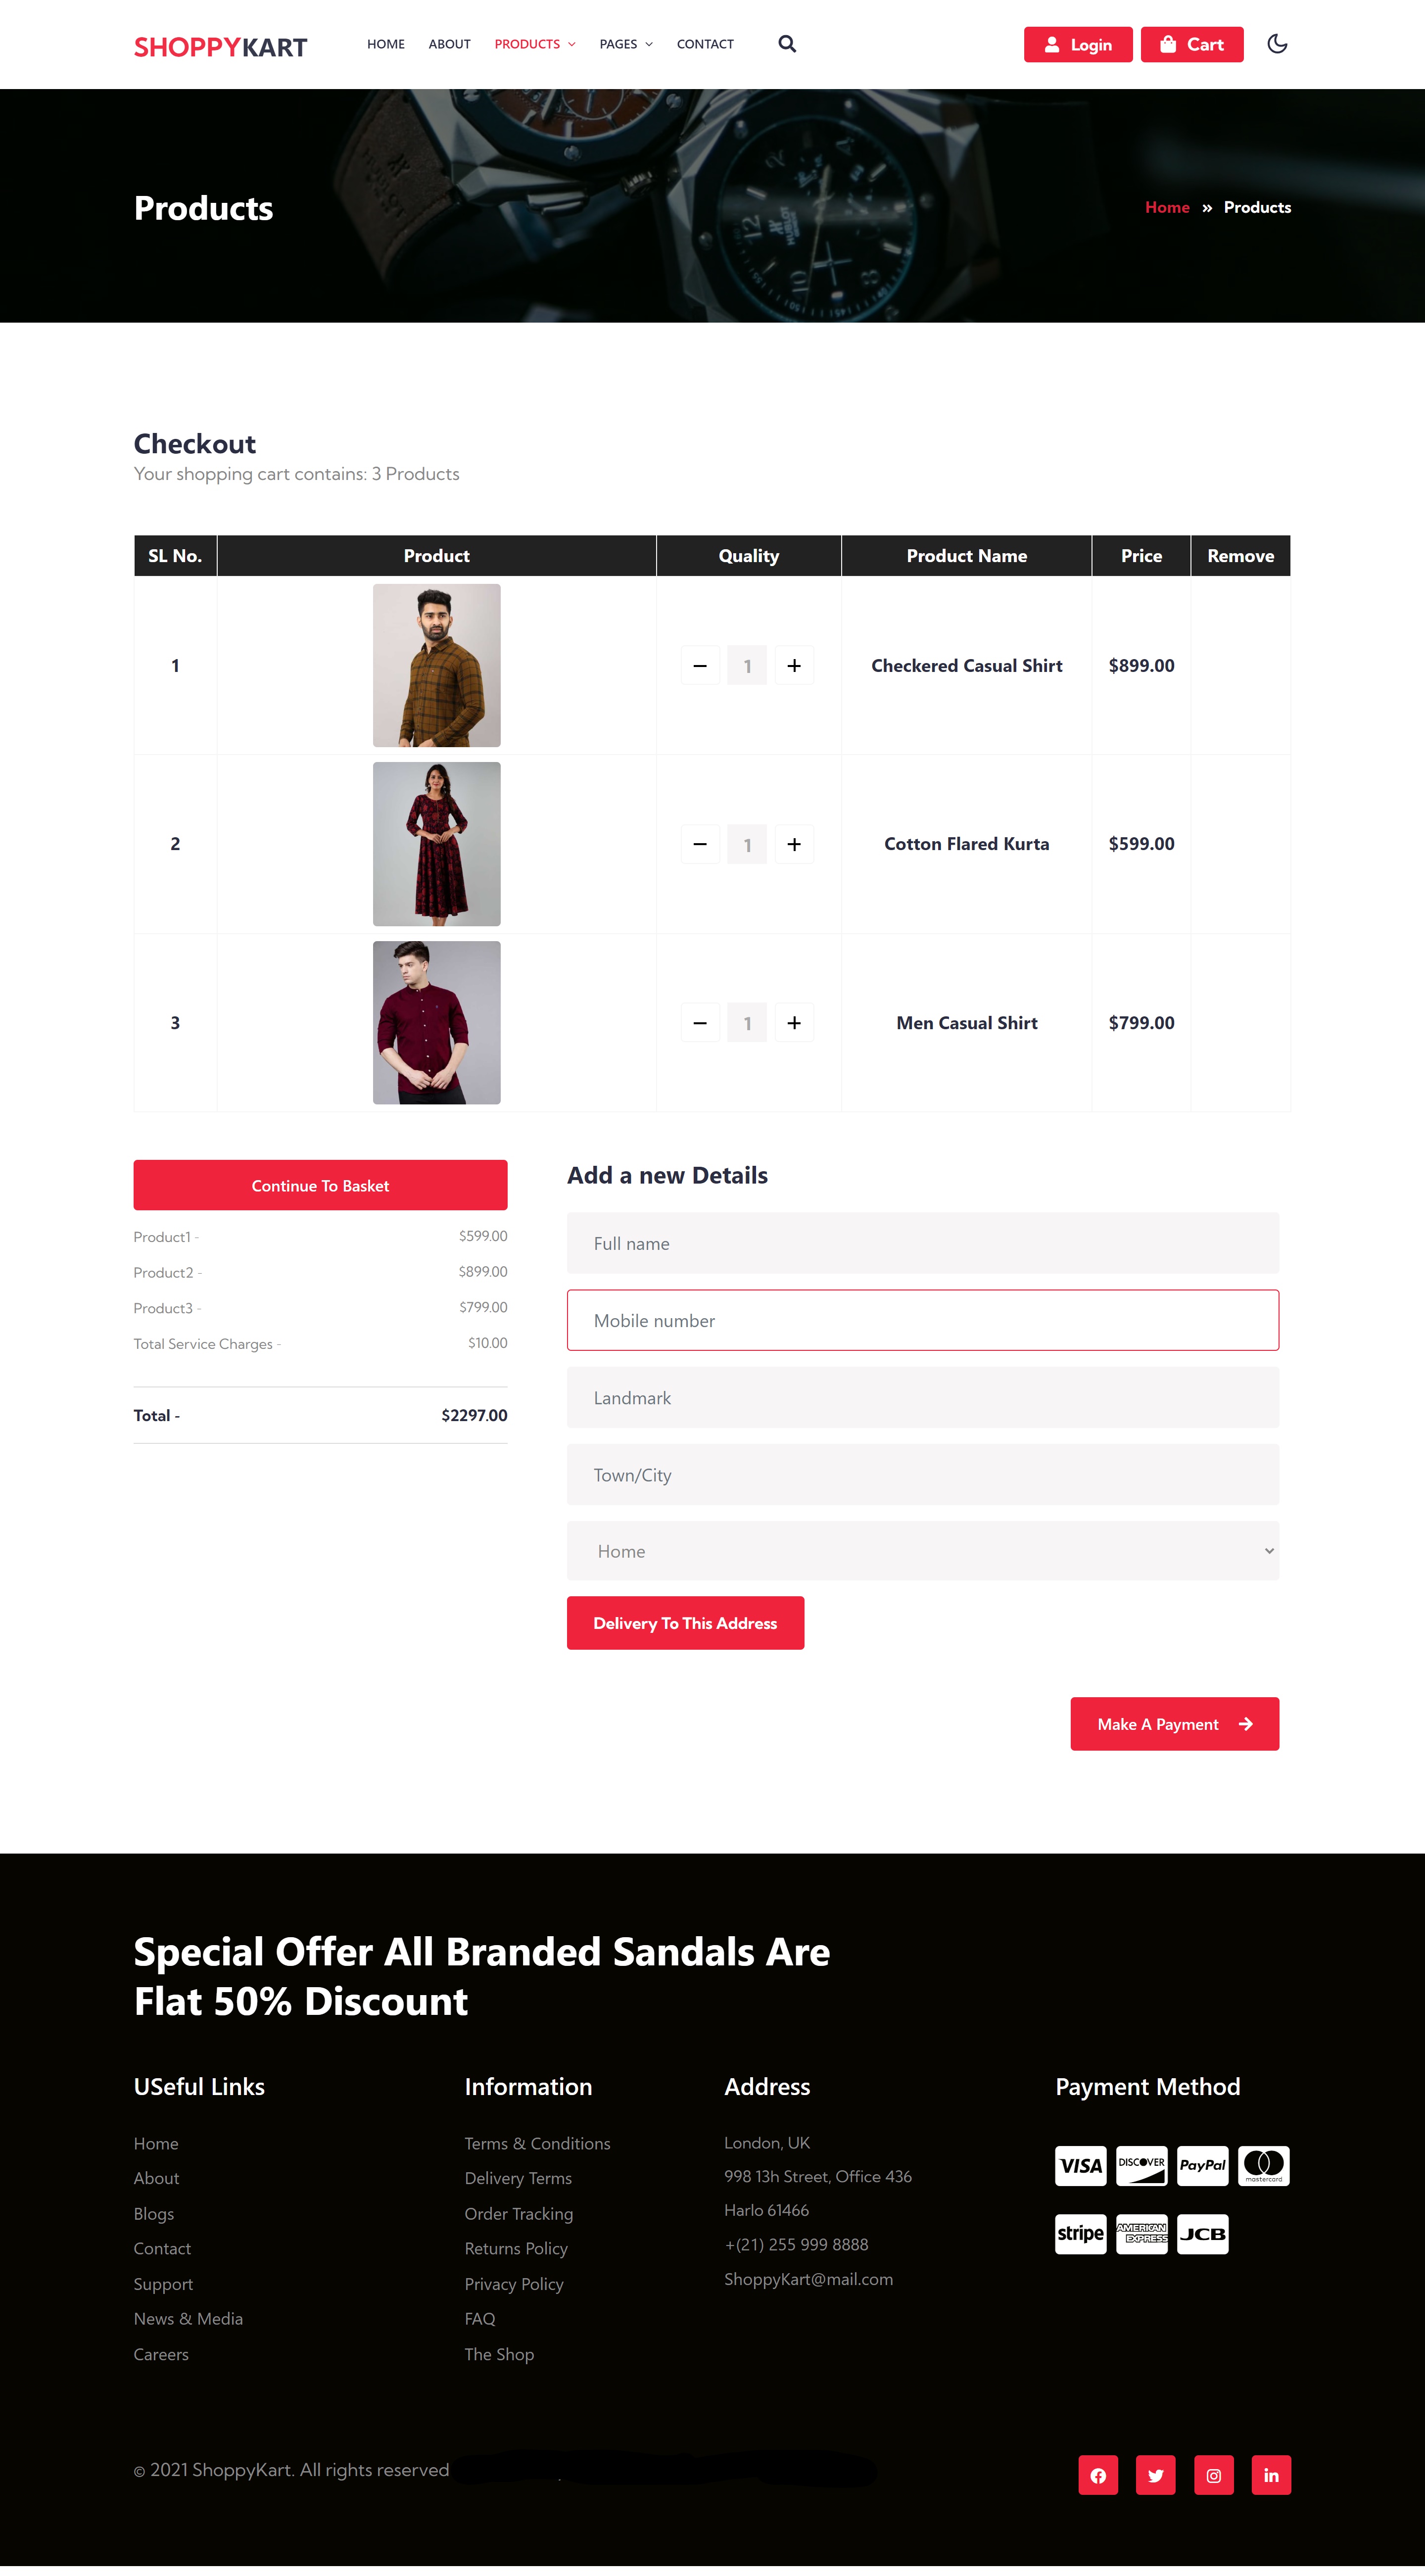 SHOPPYKART
HOME ABOUT PRODUCTS PAGES CONTACT
Login Cart
Products
Home » Products
Checkout
Your shopping cart contains: 3 Products
SL No. Product Quality Product Name Price Remove
1 1 Checkered Casual Shirt $899.00
2 1 Cotton Flared Kurta $599.00
3 1 Men Casual Shirt $799.00
Continue To Basket
Product1 - $599.00
Product2 - $899.00
Product3 - $799.00
Total Service Charges - $10.00
Total - $2297.00
Add a new Details
Full name
Mobile number
Landmark
Town/City
Home
Delivery To This Address
Make A Payment
Special Offer All Branded Sandals Are
Flat 50% Discount
USeful Links
Home
About
Blogs
Contact
Support
News & Media
Careers
Information
Terms & Conditions
Delivery Terms
Order Tracking
Returns Policy
Privacy Policy
FAQ
The Shop
Address
London, UK
998 13h Street, Office 436
Harlo 61466
+(21) 255 999 8888
ShoppyKart@mail.com
Payment Method
VISA DISCOVER PayPal mastercard
stripe AMERICAN EXPRESS JCB
© 2021 ShoppyKart. All rights reserved